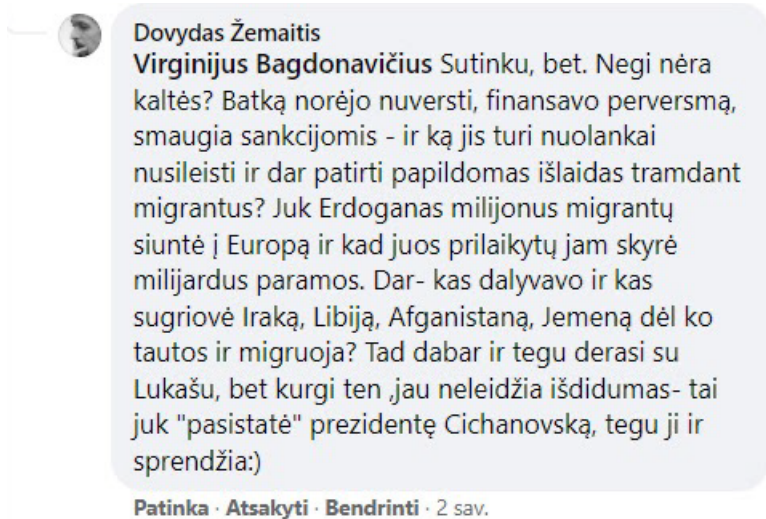 Dovydas Žemaitis
Virginijus Bagdonavičius Sutinku, bet. Negi nėra
kaltės? Batką norėjo nuversti, finansavo perversmą,
smaugia sankcijomis - ir ką jis turi nuolankai
nusileisti ir dar patirti papildomas išlaidas tramdant
migrantus? Juk Erdoganas milijonus migrantų
siuntė į Europą ir kad juos prilaikytų jam skyrė
milijardus paramos. Dar- kas dalyvavo ir kas
sugriovė Iraką, Libiją, Afganistaną, Jemeną dėl ko
tautos ir migruoja? Tad dabar ir tegu derasi su
Lukašu, bet kurgi ten ,jau neleidžia išdidumas- tai
juk "pasistatė" prezidentę Cichanovską, tegu ji ir
sprendžia:)
Patinka · Atsakyti · Bendrinti · 2 sav.